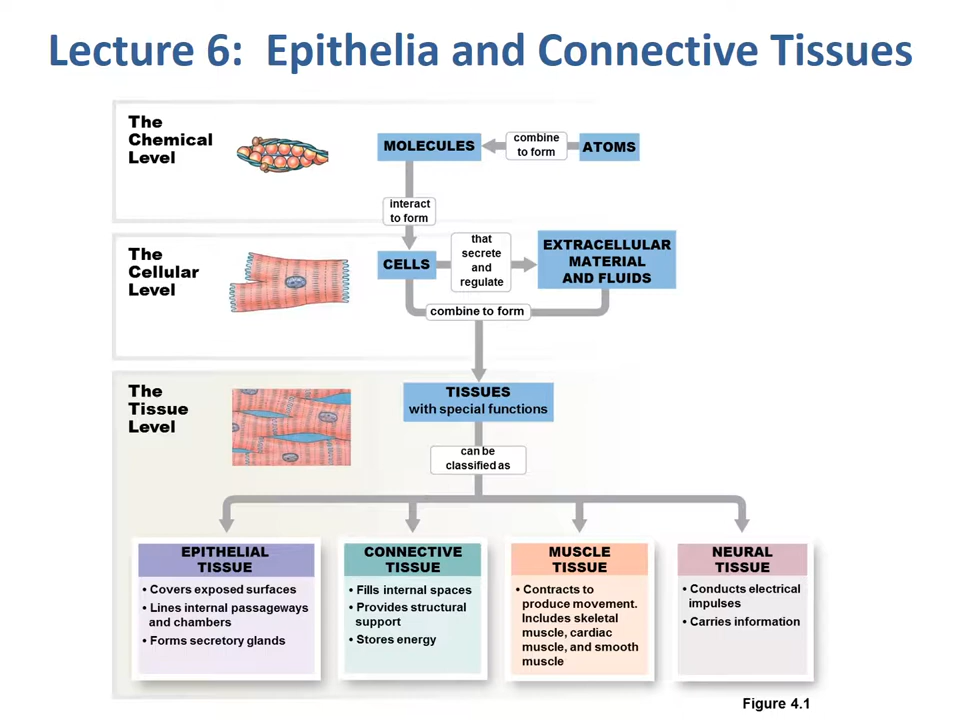 Lecture 6:  Epithelia and Connective Tissues
The
Chemical
Level
MOLECULES
combine
to form
ATOMS
interact
to form
The
Cellular
Level
CELLS
that
secrete
and
regulate
EXTRACELLULAR
MATERIAL
AND FLUIDS
combine to form
The
Tissue
Level
TISSUES
with special functions
can be
classified as
EPITHELIAL
TISSUE
• Covers exposed surfaces
• Lines internal passageways
and chambers
• Forms secretory glands
CONNECTIVE
TISSUE
• Fills internal spaces
• Provides structural
support
• Stores energy
MUSCLE
TISSUE
• Contracts to
produce movement.
Includes skeletal
muscle, cardiac
muscle, and smooth
muscle
NEURAL
TISSUE
• Conducts electrical
impulses
• Carries information
Figure 4.1